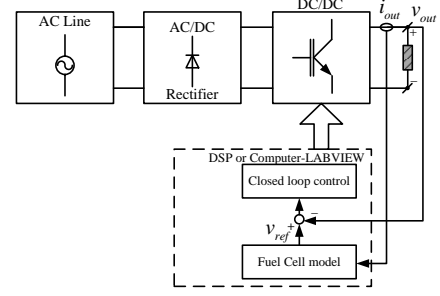 AC Line
AC/DC
Rectifier
DC/DC
i_out
v_out
+
−
DSP or Computer-LABVIEW
Closed loop control
−
v_ref
+
Fuel Cell model